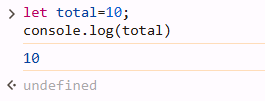 let total=10;
console.log(total)
10
undefined